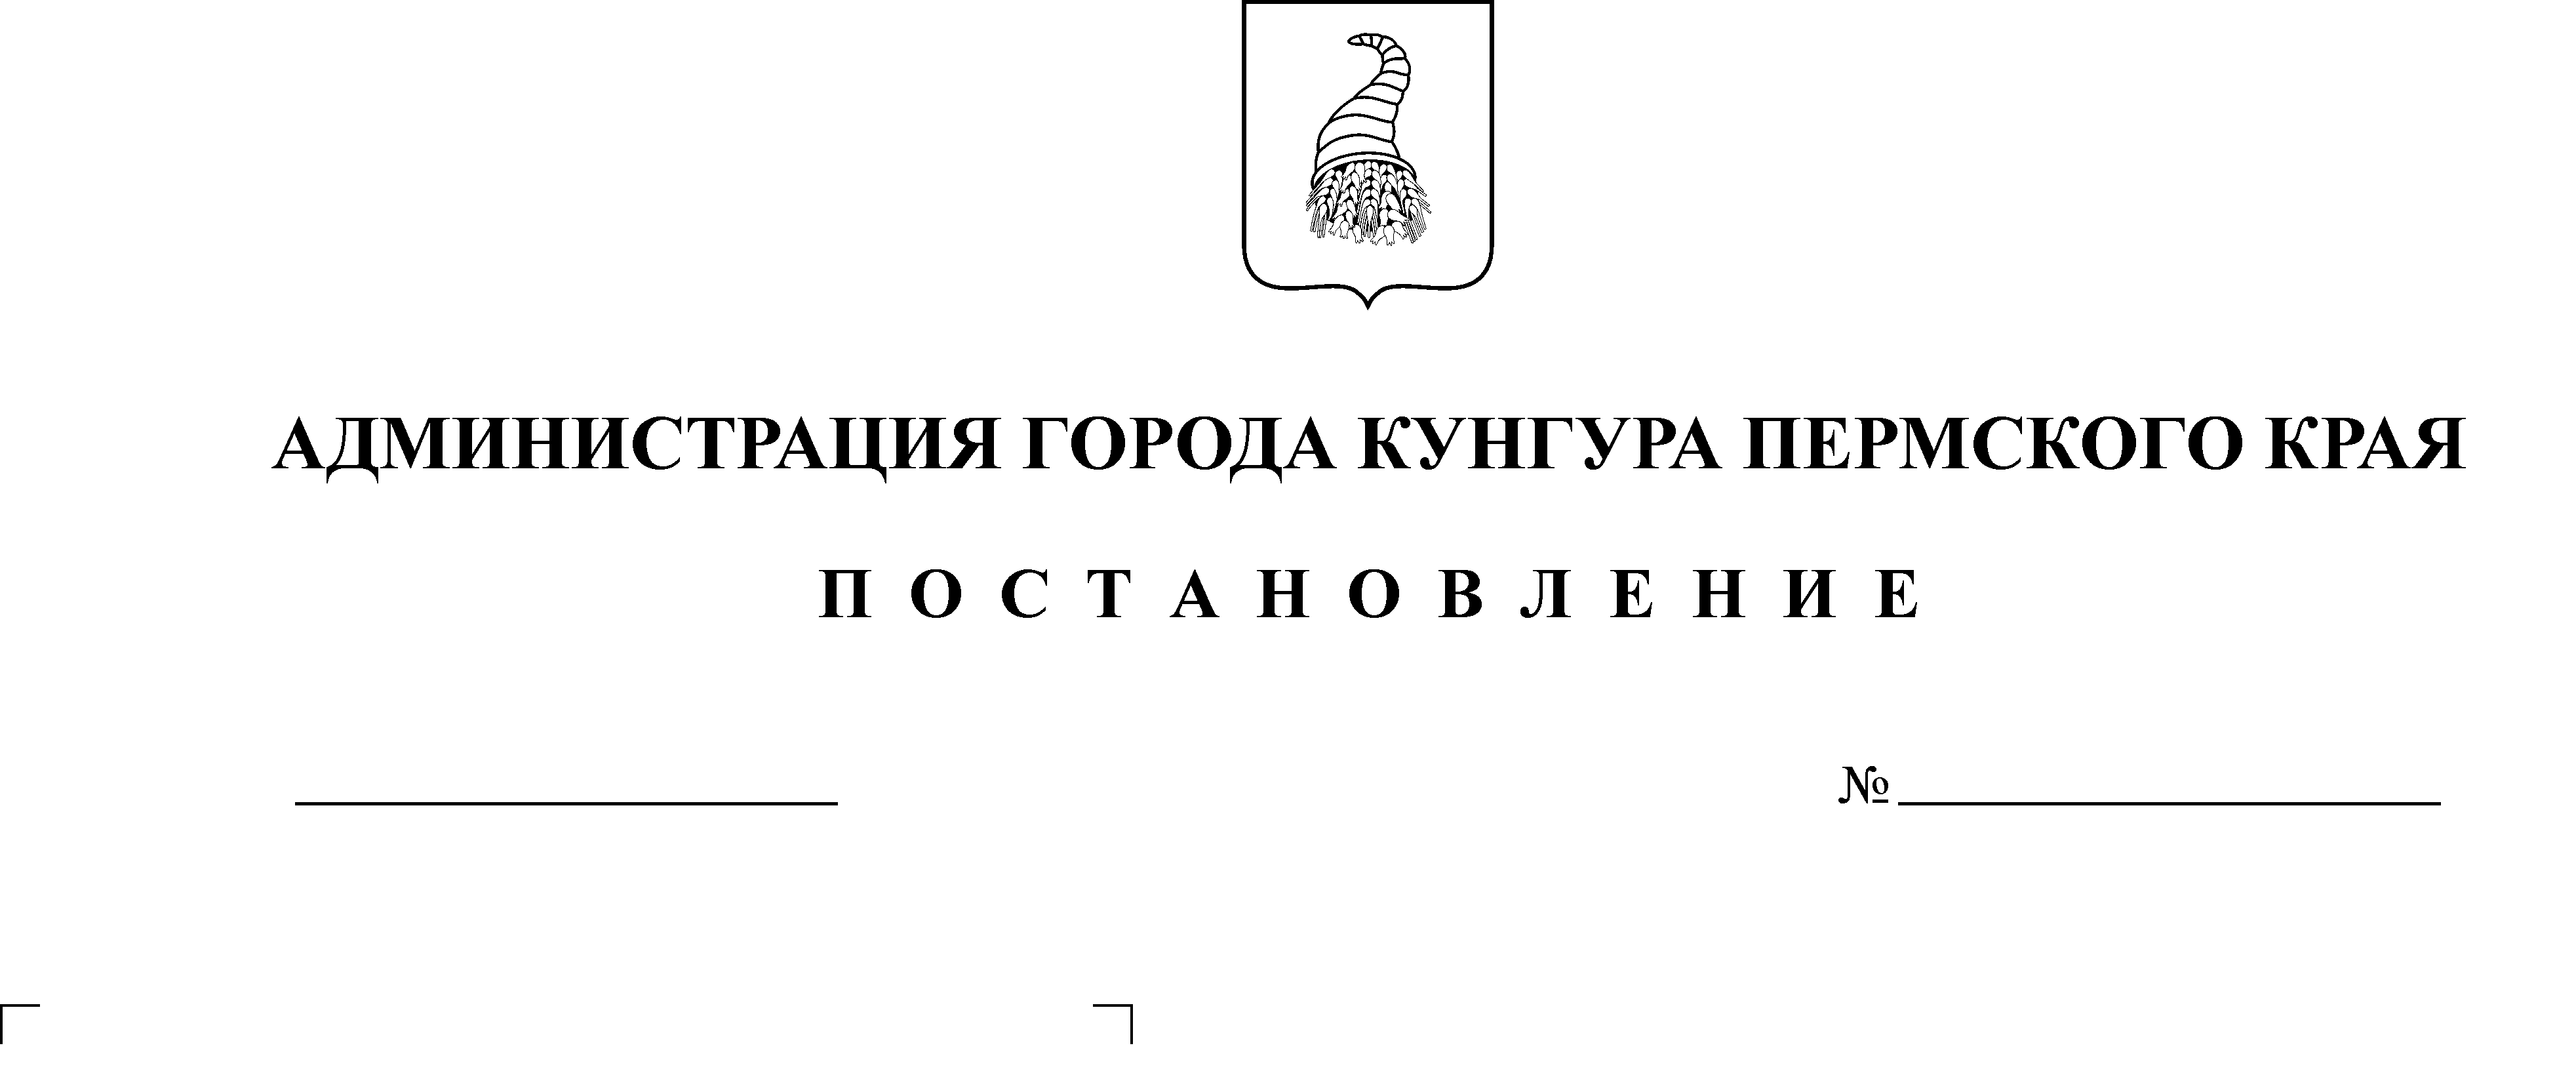 АДМИНИСТРАЦИЯ ГОРОДА КУНГУРА ПЕРМСКОГО КРАЯ
П О С Т А Н О В Л Е Н И Е
№